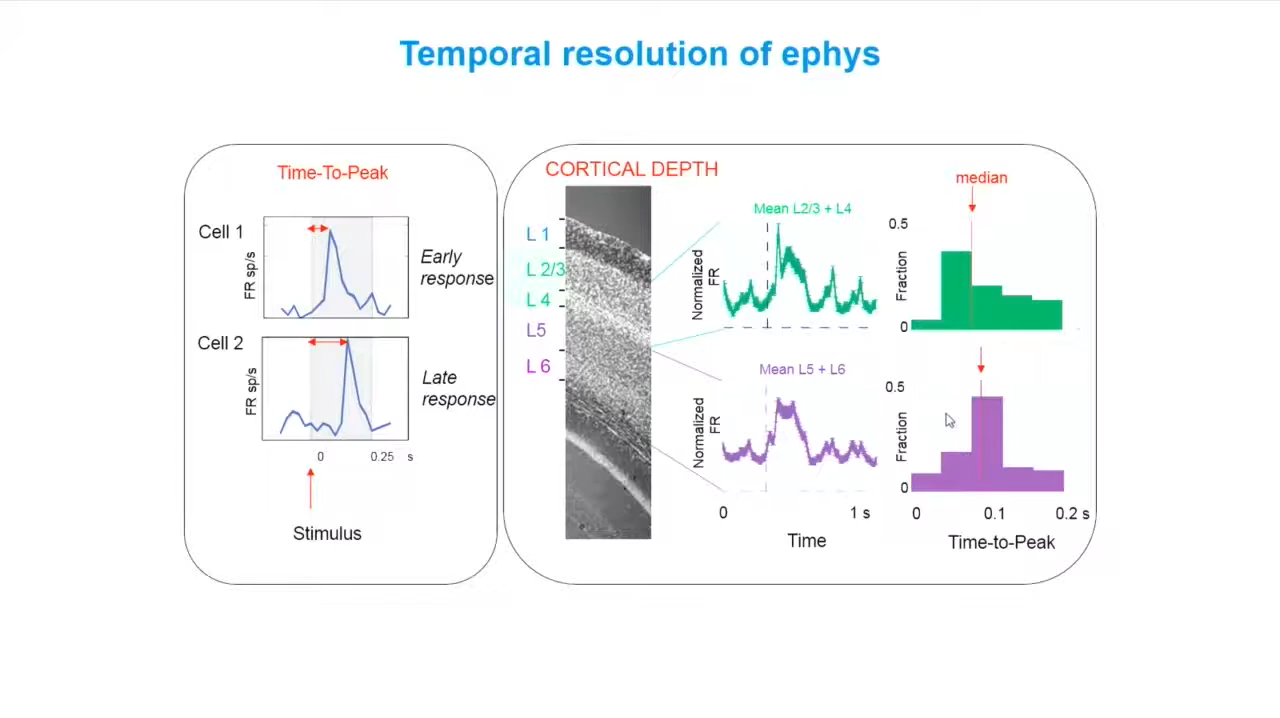 Temporal resolution of ephys
Time-To-Peak
Cell 1
FR sp/s
Early
response
Cell 2
FR sp/s
Late
response
0
0.25
s
Stimulus
CORTICAL DEPTH
L 1
L 2/3
L 4
L5
L 6
Mean L2/3 + L4
Normalized
FR
Mean L5 + L6
Normalized
FR
0
1 s
Time
median
0.5
Fraction
0
0.5
Fraction
0
0
0.1
0.2 s
Time-to-Peak